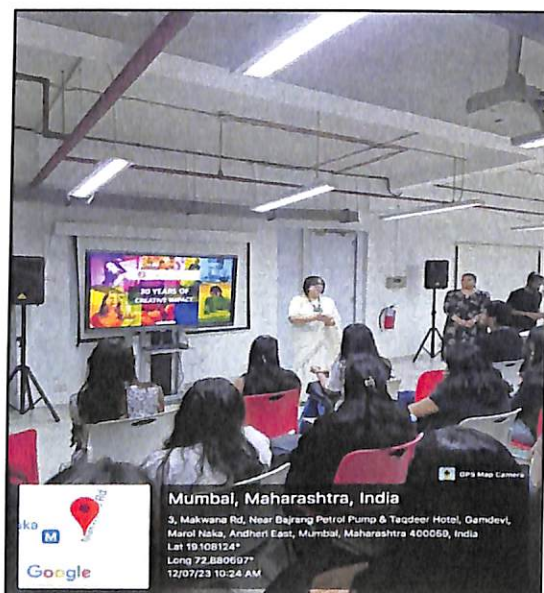 30 YEARS OF
CREATIVE IMPACT
GPS Map Camera
Mumbai, Maharashtra, India
3, Makwana Rd, Near Bajrang Petrol Pump & Taqdeer Hotel, Gamdevi,
Marol Naka, Andheri East, Mumbai, Maharashtra 400059, India
Lat 19.108124°
Long 72.880697°
12/07/23 10:24 AM
Google